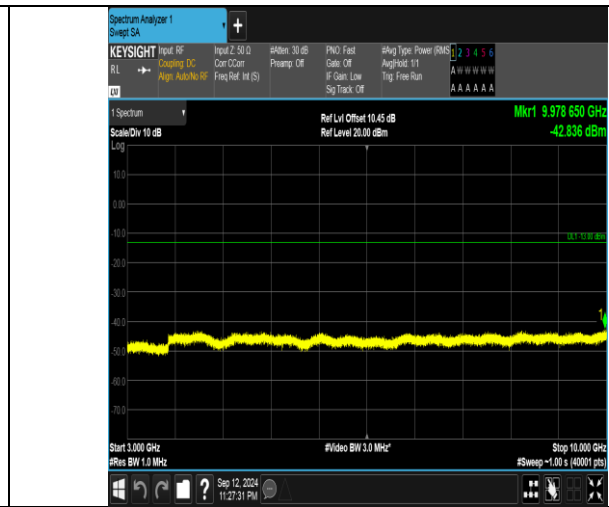 Spectrum Analyzer 1
Swept SA
+
KEYSIGHT Input: RF Input Z: 50 Ω #Atten: 30 dB PNO: Fast #Avg Type: Power (RMS 1 2 3 4 5 6
RL Coupling: DC Corr CCorr Preamp: Off Gate: Off Avg|Hold: 1/1 A W W W W W
Align: Auto/No RF Freq Ref: Int (S) IF Gain: Low Trig: Free Run
Sig Track: Off A A A A A A
LXI
1 Spectrum Ref Lvl Offset 10.45 dB Mkr1 9.978 650 GHz
Scale/Div 10 dB Ref Level 20.00 dBm -42.836 dBm
Log
10.0
0.00
-10.0
DL1 -13.00 dBm
-20.0
-30.0
-40.0
1
-50.0
-60.0
-70.0
Start 3.000 GHz #Video BW 3.0 MHz* Stop 10.000 GHz
#Res BW 1.0 MHz #Sweep ~1.00 s (40001 pts)
? Sep 12, 2024
11:27:31 PM